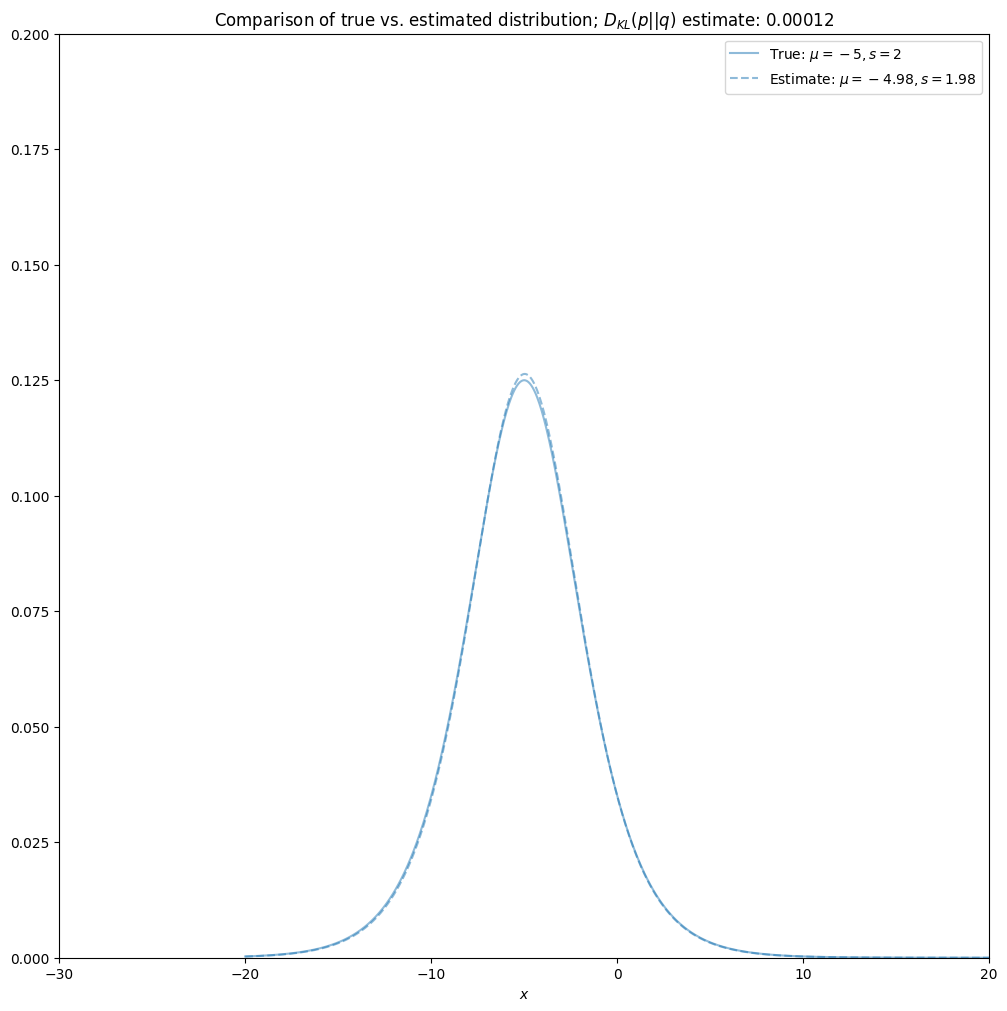 Comparison of true vs. estimated distribution; $D_{KL}(p||q)$ estimate: 0.00012
True: $\mu = -5, s = 2$
Estimate: $\mu = -4.98, s = 1.98$
0.200
0.175
0.150
0.125
0.100
0.075
0.050
0.025
0.000
−30 −20 −10 0 10 20
x